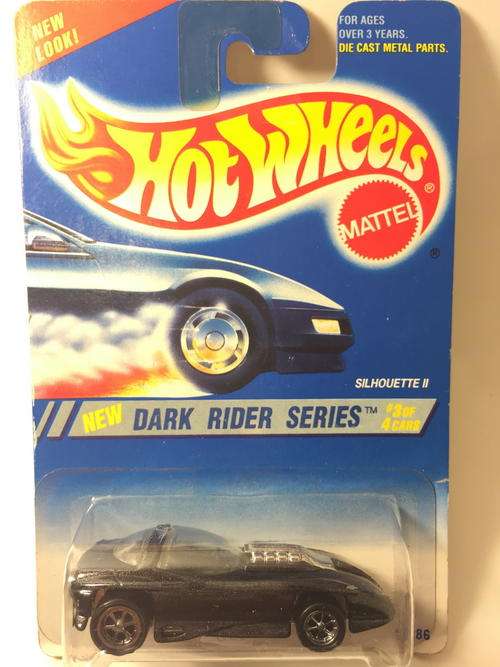 NEW
LOOK!
FOR AGES
OVER 3 YEARS.
DIE CAST METAL PARTS.
HOT WHEELS ®
MATTEL
®
SILHOUETTE II
NEW DARK RIDER SERIES™ #3 OF
4 CARS
86